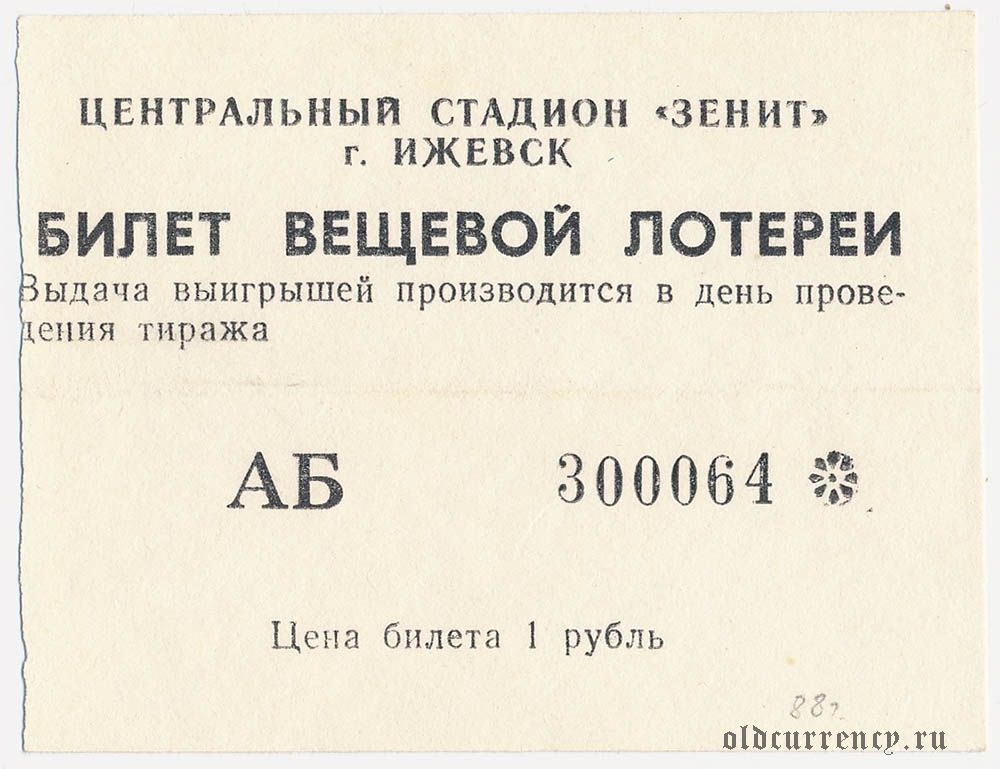 ЦЕНТРАЛЬНЫЙ СТАДИОН «ЗЕНИТ»
г. ИЖЕВСК
БИЛЕТ ВЕЩЕВОЙ ЛОТЕРЕИ
Выдача выигрышей производится в день прове-
дения тиража
АБ 300064
Цена билета 1 рубль
88г.
oldcurrency.ru